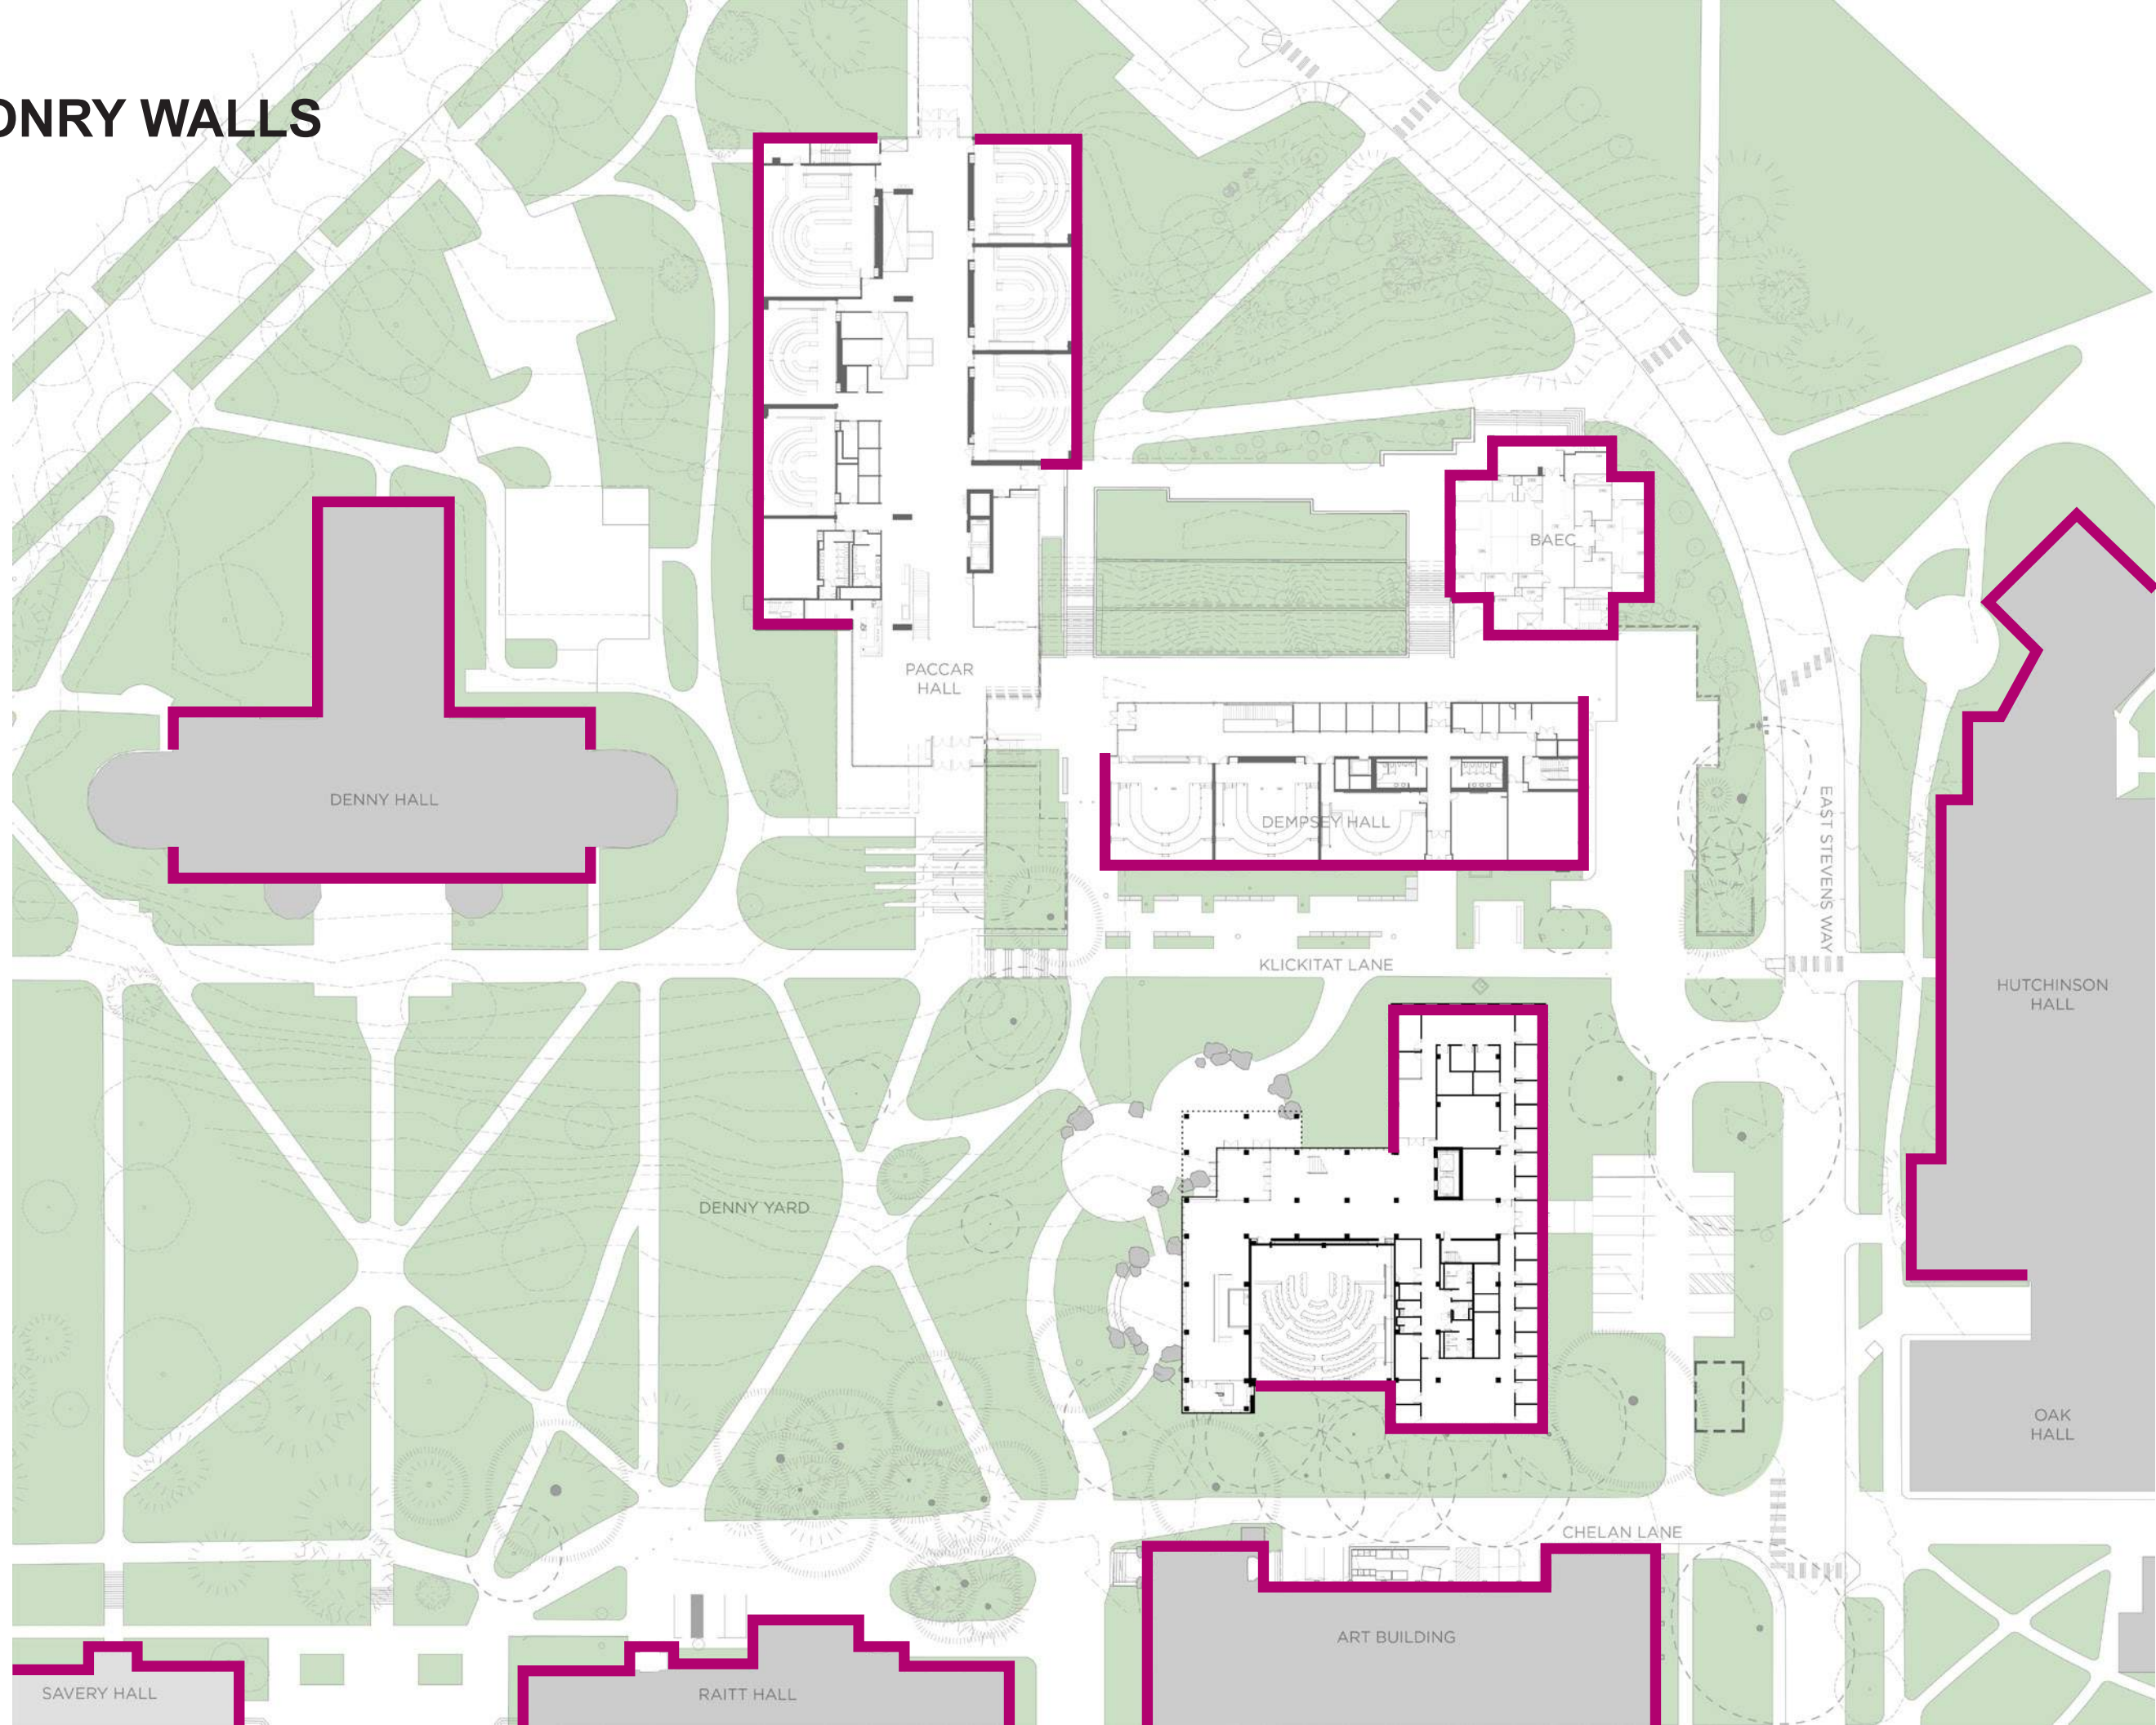 ONRY WALLS
BAEC
PACCAR
HALL
DENNY HALL
DEMPSEY HALL
EAST STEVENS WAY
KLICKITAT LANE
HUTCHINSON
HALL
DENNY YARD
OAK
HALL
CHELAN LANE
ART BUILDING
SAVERY HALL
RAITT HALL